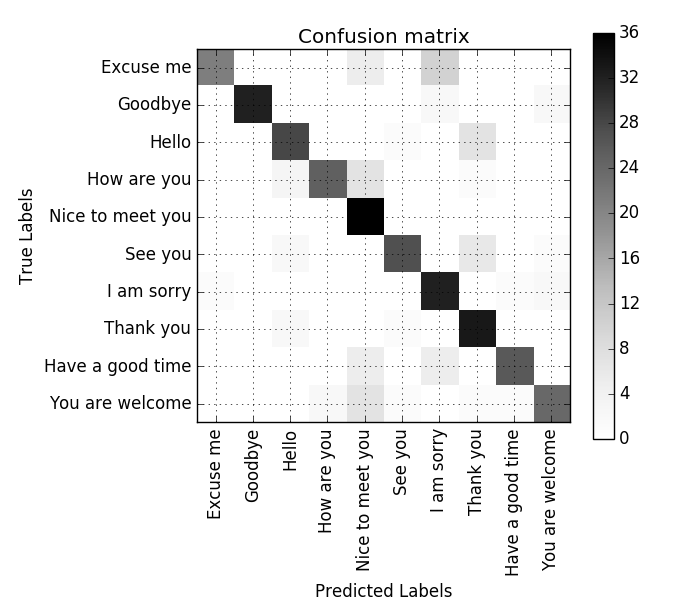 Confusion matrix
True Labels
Excuse me
Goodbye
Hello
How are you
Nice to meet you
See you
I am sorry
Thank you
Have a good time
You are welcome
Excuse me
Goodbye
Hello
How are you
Nice to meet you
See you
I am sorry
Thank you
Have a good time
You are welcome
Predicted Labels
36
32
28
24
20
16
12
8
4
0